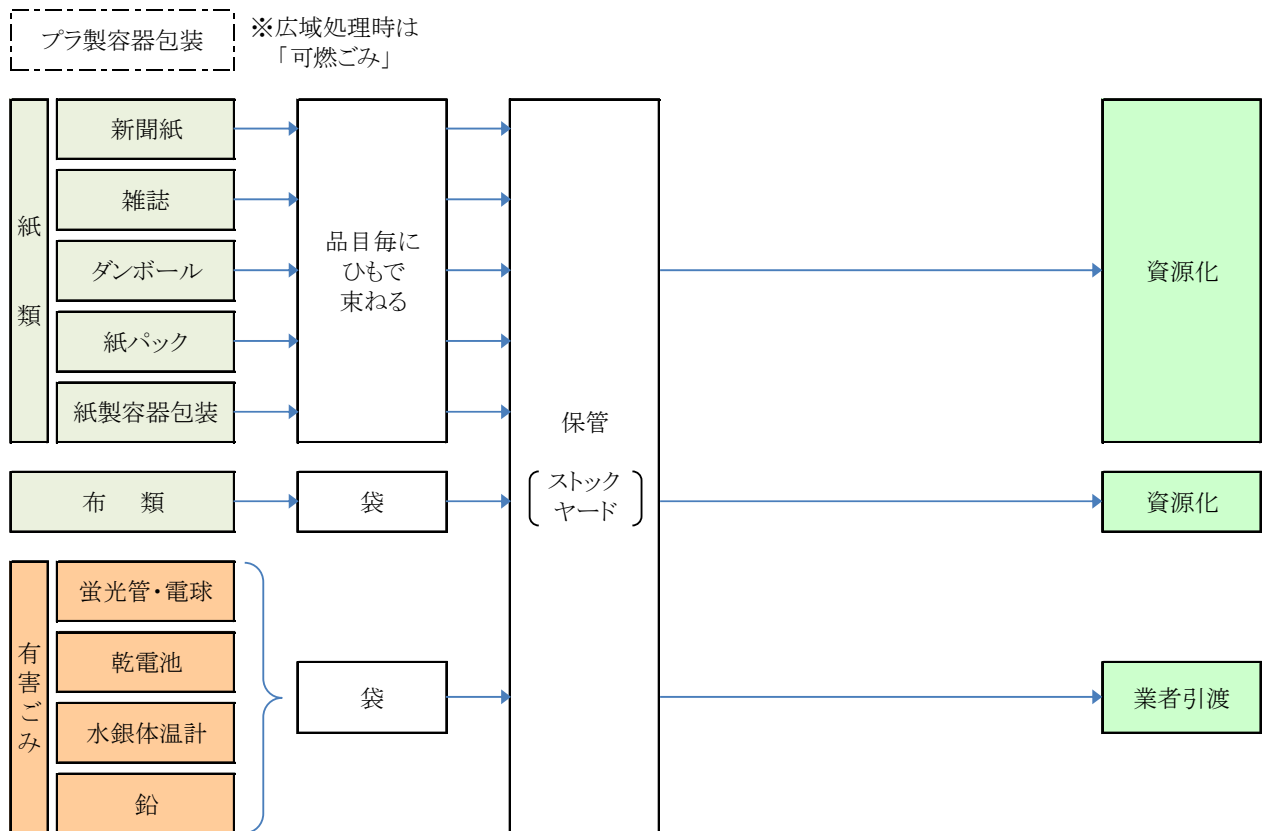 プラ製容器包装
※広域処理時は
「可燃ごみ」
紙類
新聞紙
雑誌
ダンボール
紙パック
紙製容器包装
品目毎に
ひもで
束ねる
保管
ストック
ヤード
資源化
布　類
袋
資源化
有害ごみ
蛍光管・電球
乾電池
水銀体温計
鉛
袋
業者引渡